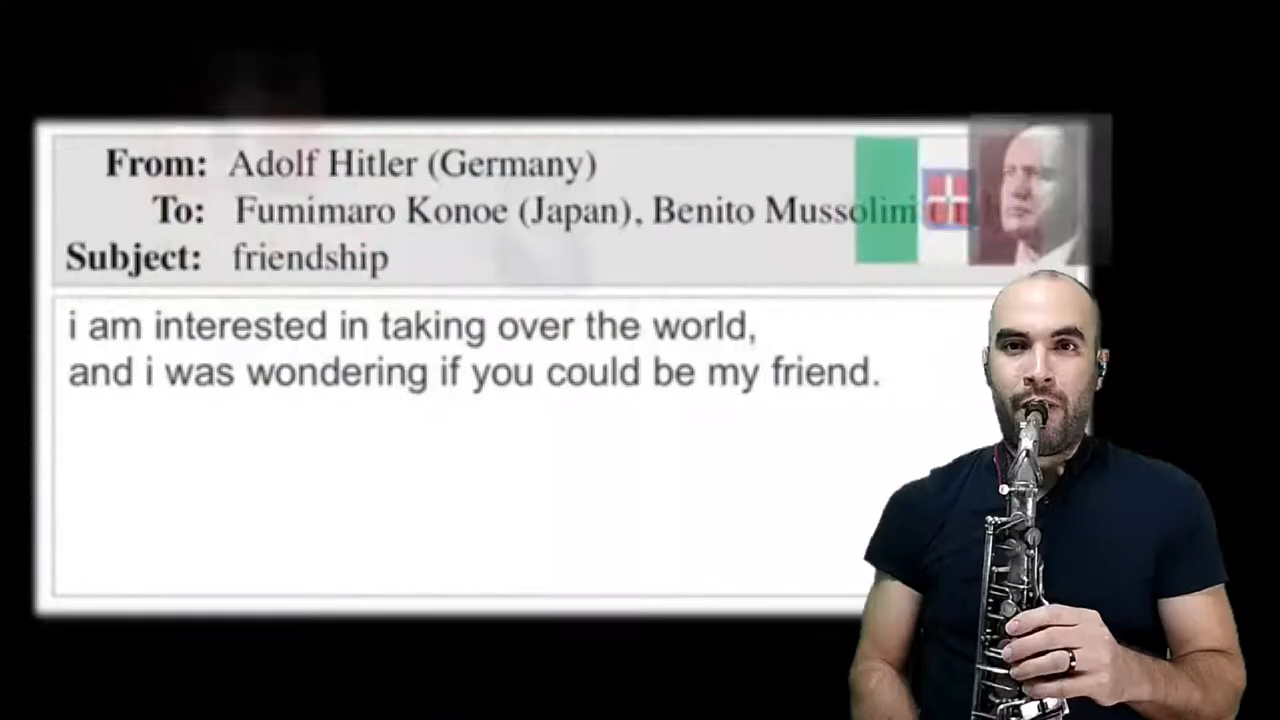 From: Adolf Hitler (Germany)
To: Fumimaro Konoe (Japan), Benito Mussolini
Subject: friendship
i am interested in taking over the world,
and i was wondering if you could be my friend.